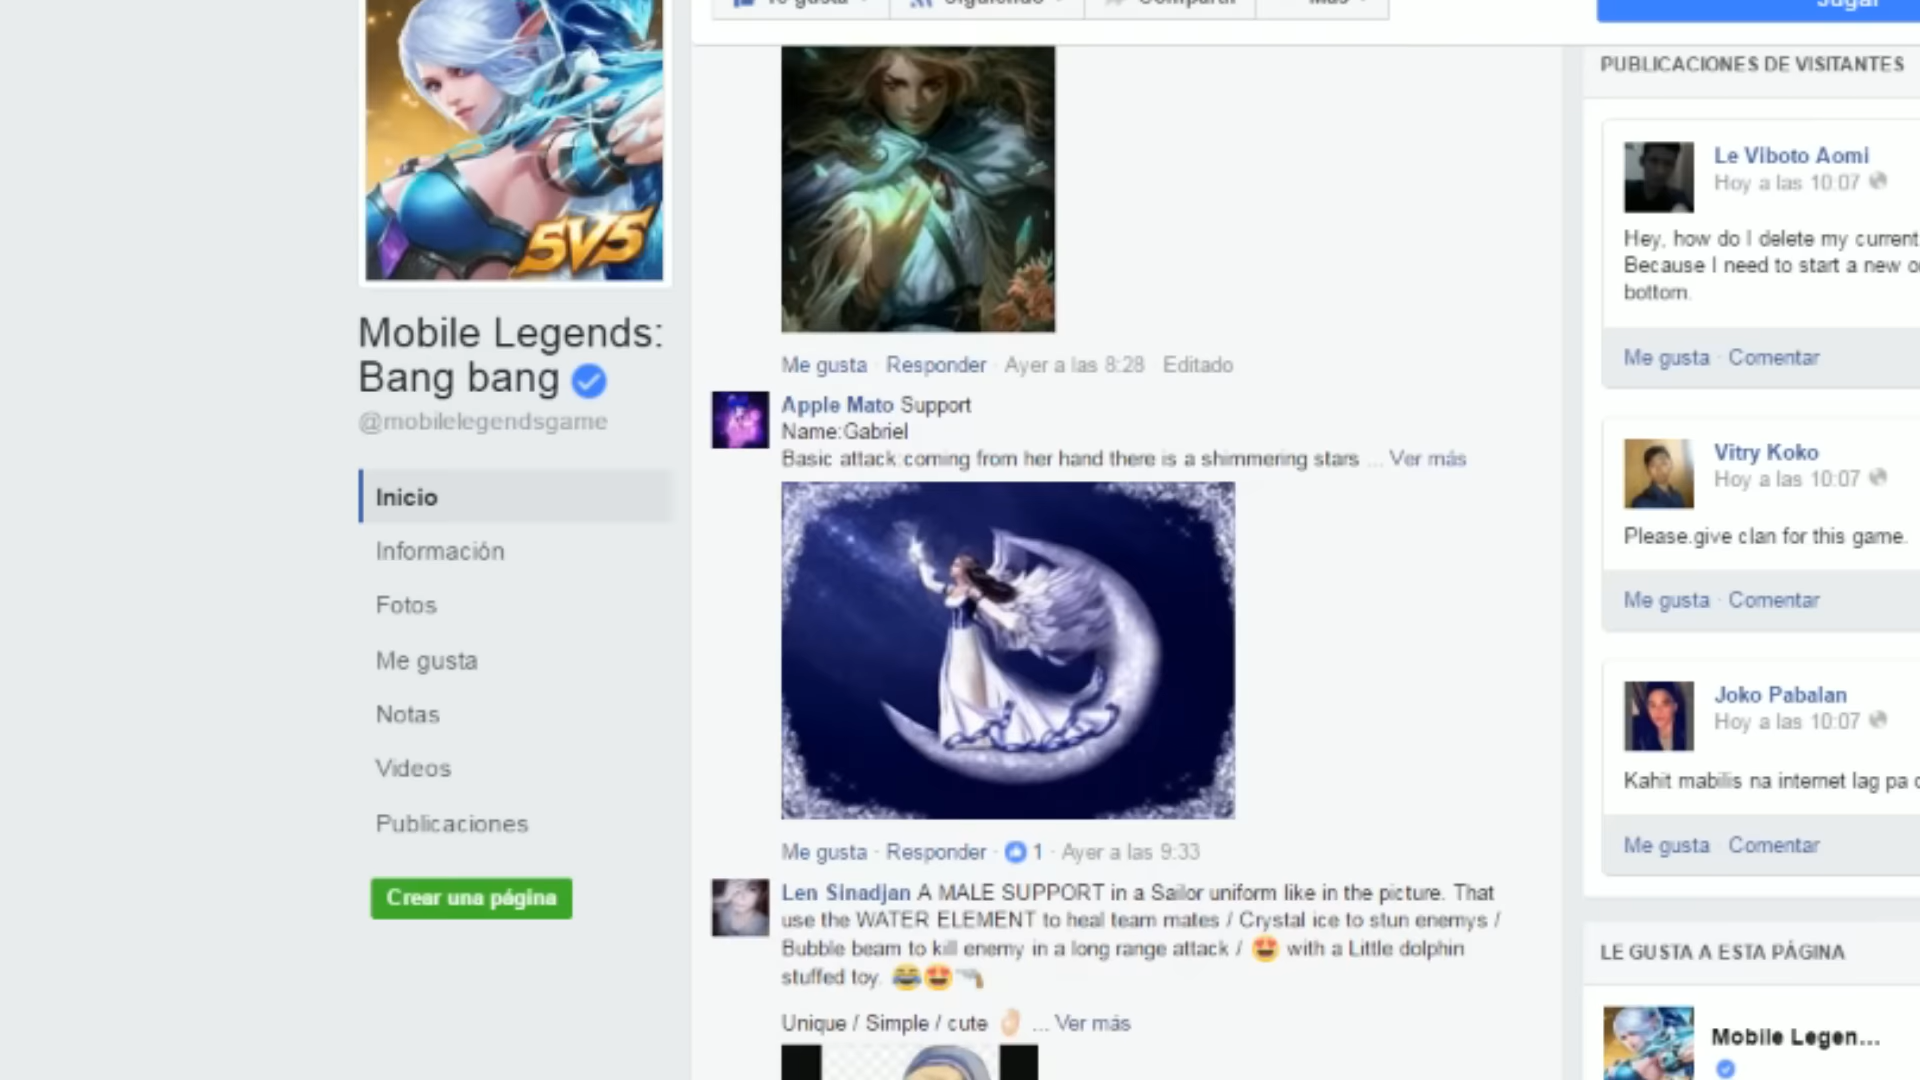 Te gusta
Siguiendo
Compartir
Más
Jugar
5V5
Mobile Legends:
Bang bang
@mobilelegendsgame
Inicio
Información
Fotos
Me gusta
Notas
Videos
Publicaciones
Crear una página
Me gusta · Responder · Ayer a las 8:28 Editado
Apple Mato Support
Name:Gabriel
Basic attack:coming from her hand there is a shimmering stars ... Ver más
Me gusta · Responder · 1 · Ayer a las 9:33
Len Sinadjan A MALE SUPPORT in a Sailor uniform like in the picture. That
use the WATER ELEMENT to heal team mates / Crystal ice to stun enemys /
Bubble beam to kill enemy in a long range attack / 😍 with a Little dolphin
stuffed toy. 😂😍🔫
Unique / Simple / cute 👌🏻 ... Ver más
PUBLICACIONES DE VISITANTES
Le Viboto Aomi
Hoy a las 10:07
Hey, how do I delete my current
Because I need to start a new
bottom.
Me gusta · Comentar
Vitry Koko
Hoy a las 10:07
Please.give clan for this game.
Me gusta · Comentar
Joko Pabalan
Hoy a las 10:07
Kahit mabilis na internet lag pa
Me gusta · Comentar
LE GUSTA A ESTA PÁGINA
Mobile Legen...